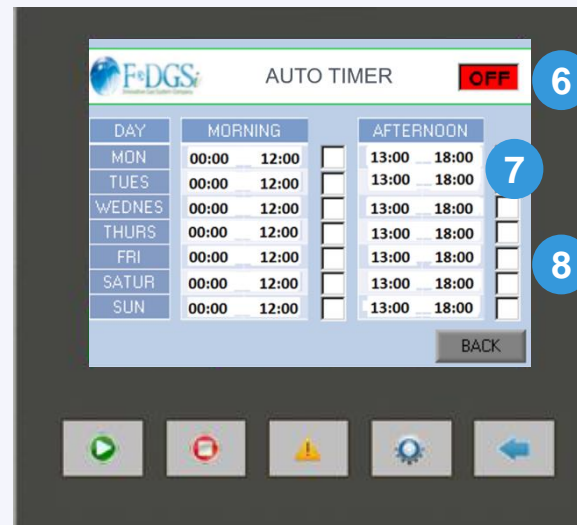 F•DGSi AUTO TIMER OFF 6
DAY MORNING AFTERNOON
MON 00:00 12:00 13:00 18:00 7
TUES 00:00 12:00 13:00 18:00
WEDNES 00:00 12:00 13:00 18:00
THURS 00:00 12:00 13:00 18:00
FRI 00:00 12:00 13:00 18:00 8
SATUR 00:00 12:00 13:00 18:00
SUN 00:00 12:00 13:00 18:00
BACK